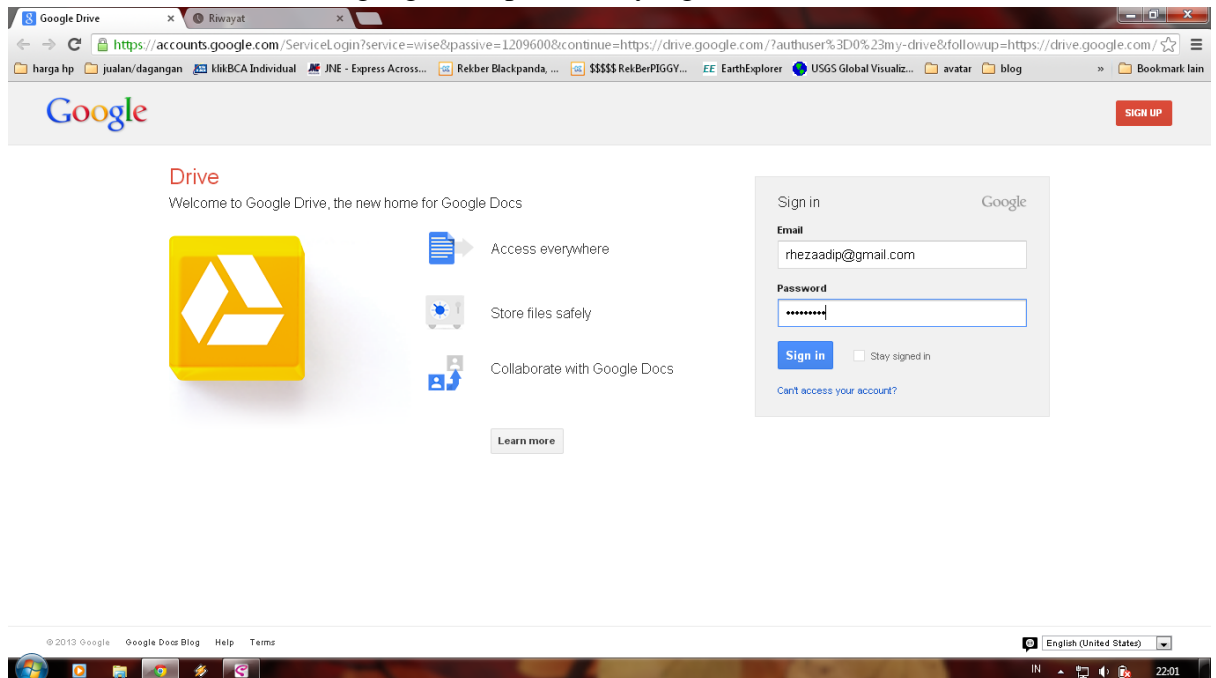 Google Drive
Riwayat
https://accounts.google.com/ServiceLogin?service=wise&passive=1209600&continue=https://drive.google.com/?authuser%3D0%23my-drive&followup=https://drive.google.com/
harga hp jualan/dagangan klikBCA Individual JNE - Express Across... Rekber Blackpanda, ... $$$$$ RekBerPIGGY... EE EarthExplorer USGS Global Visualiz... avatar blog » Bookmark lain
Google
SIGN UP
Drive
Welcome to Google Drive, the new home for Google Docs
Access everywhere
Store files safely
Collaborate with Google Docs
Learn more
Sign in Google
Email
rhezaadip@gmail.com
Password
•••••••••
Sign in Stay signed in
Can't access your account?
© 2013 Google Google Docs Blog Help Terms
English (United States)
IN 22:01